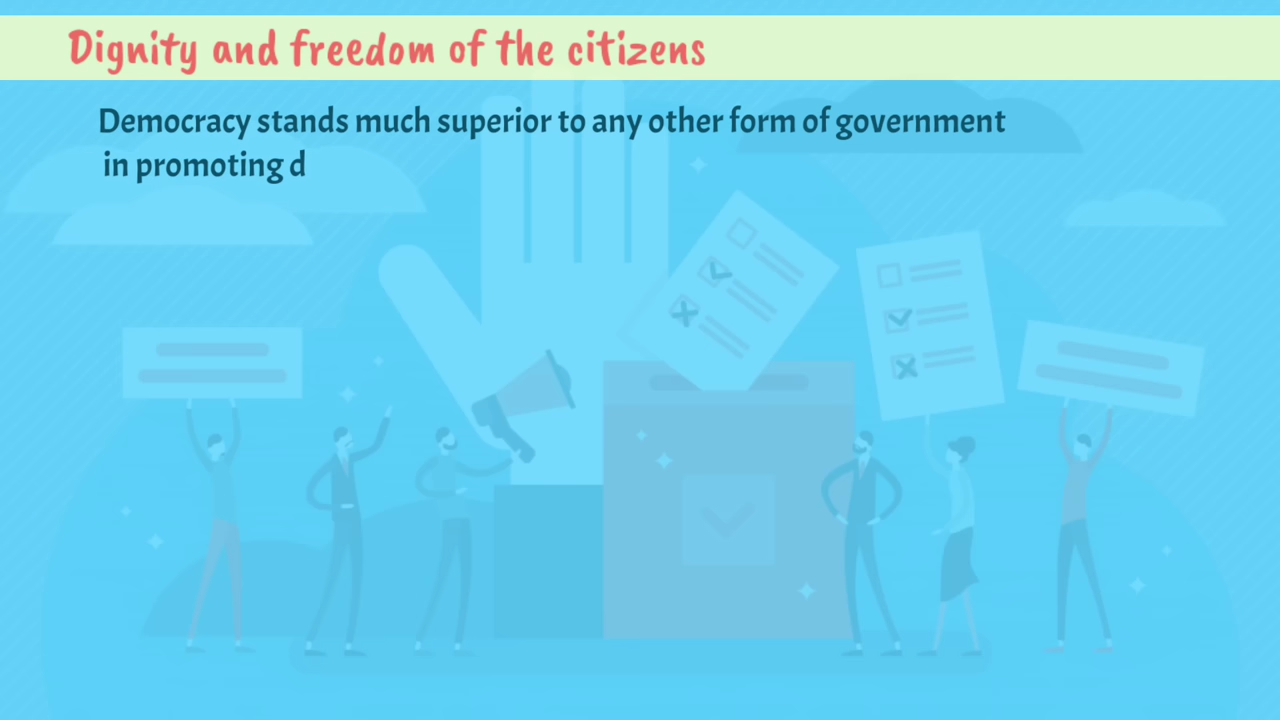 Dignity and freedom of the citizens
Democracy stands much superior to any other form of government
in promoting d